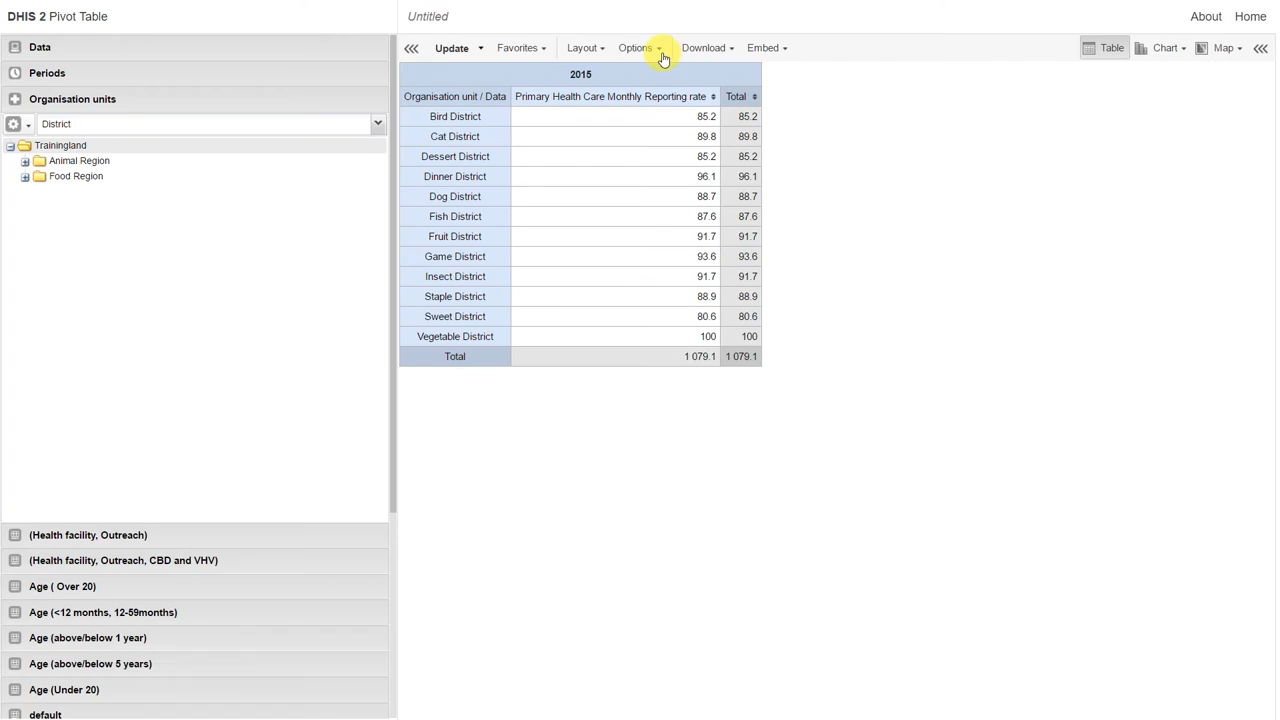 DHIS 2 Pivot Table
Untitled
About Home
Update Favorites Layout Options Download Embed Table Chart Map
Data
Periods
Organisation units
District
Trainingland
Animal Region
Food Region
2015
Organisation unit / Data Primary Health Care Monthly Reporting rate Total
Bird District 85.2 85.2
Cat District 89.8 89.8
Dessert District 85.2 85.2
Dinner District 96.1 96.1
Dog District 88.7 88.7
Fish District 87.6 87.6
Fruit District 91.7 91.7
Game District 93.6 93.6
Insect District 91.7 91.7
Staple District 88.9 88.9
Sweet District 80.6 80.6
Vegetable District 100 100
Total 1 079.1 1 079.1
(Health facility, Outreach)
(Health facility, Outreach, CBD and VHV)
Age ( Over 20)
Age (<12 months, 12-59months)
Age (above/below 1 year)
Age (above/below 5 years)
Age (Under 20)
default